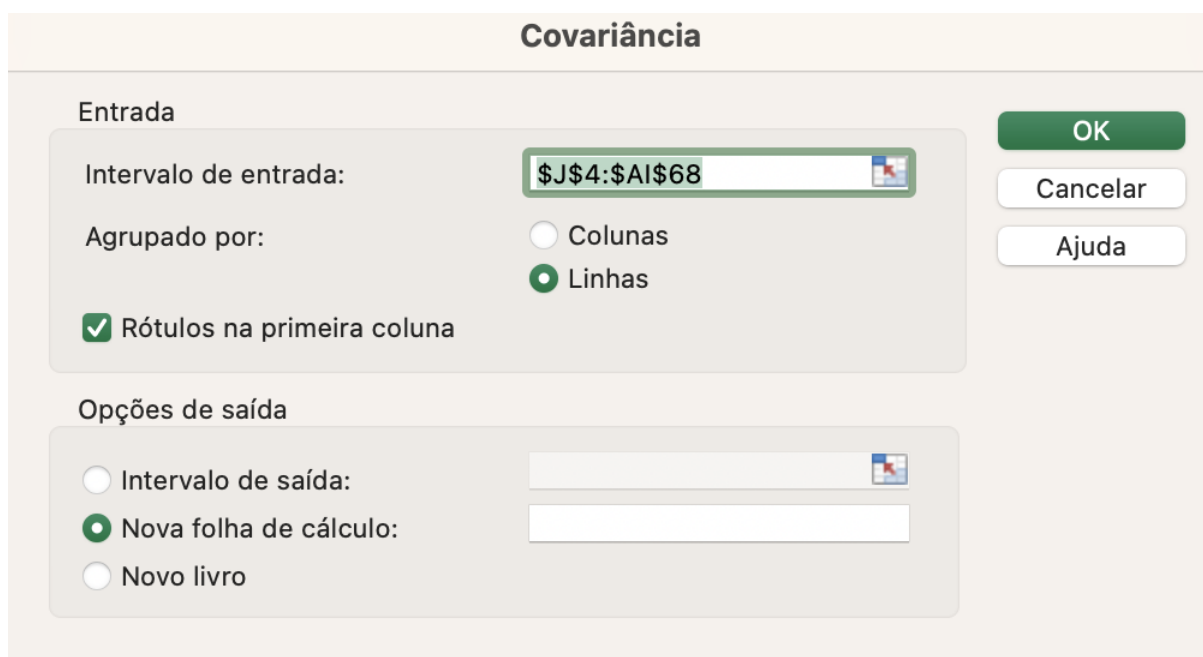 Covariância
Entrada
Intervalo de entrada:
$J$4:$AI$68
Agrupado por:
Colunas
Linhas
Rótulos na primeira coluna
OK
Cancelar
Ajuda
Opções de saída
Intervalo de saída:
Nova folha de cálculo:
Novo livro